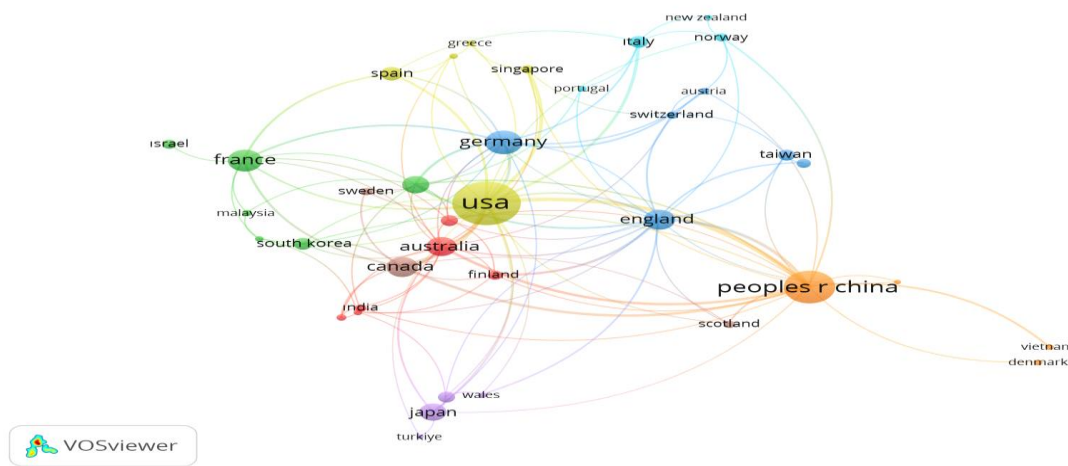 new zealand
italy
norway
greece
spain
singapore
portugal
austria
switzerland
israel
france
germany
taiwan
sweden
usa
malaysia
england
south korea
australia
canada
finland
peoples r china
india
scotland
vietnam
denmark
wales
japan
turkiye
VOSviewer